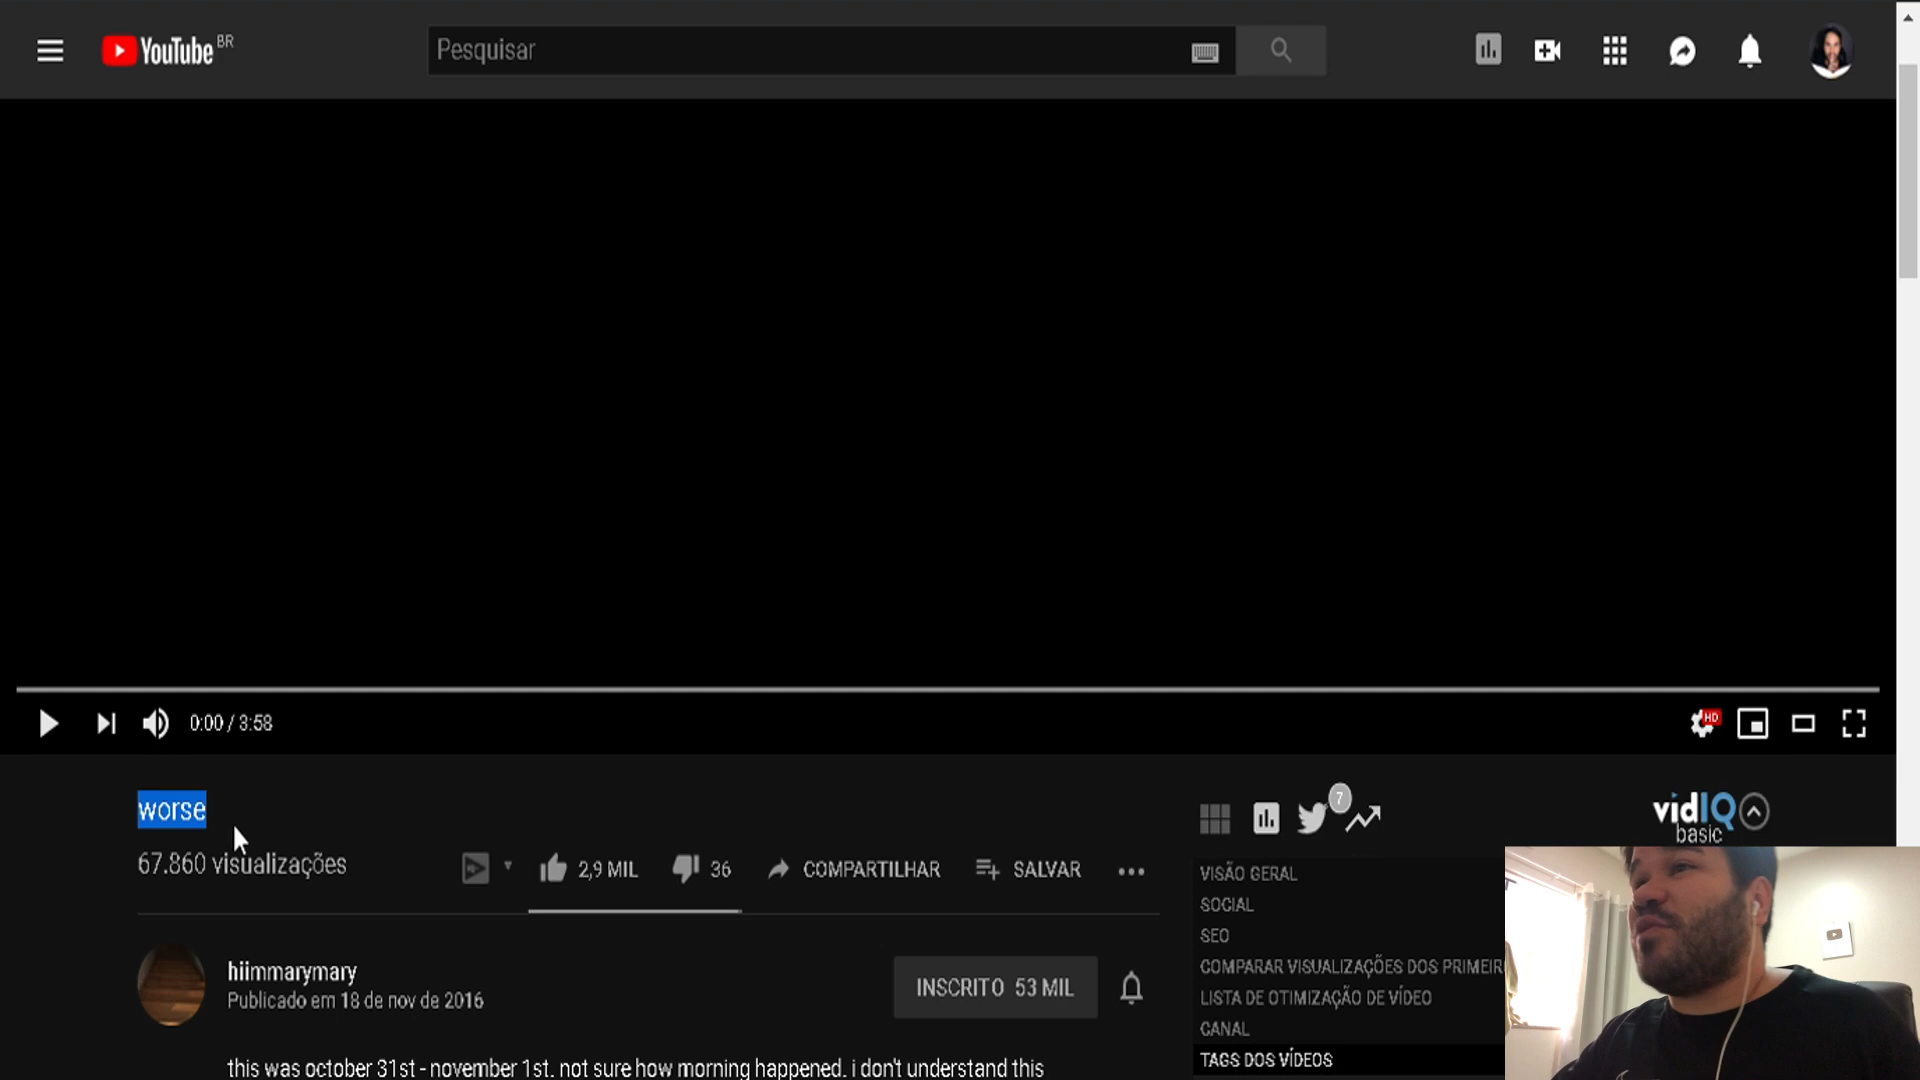 YouTube BR
Pesquisar
0:00 / 3:58
HD
worse
67.860 visualizações
2,9 MIL
36
COMPARTILHAR
SALVAR
hiimmarymary
Publicado em 18 de nov de 2016
INSCRITO 53 MIL
this was october 31st - november 1st. not sure how morning happened. i don't understand this
7
vidIQ
basic
VISÃO GERAL
SOCIAL
SEO
COMPARAR VISUALIZAÇÕES DOS PRIMEIR
LISTA DE OTIMIZAÇÃO DE VÍDEO
CANAL
TAGS DOS VÍDEOS